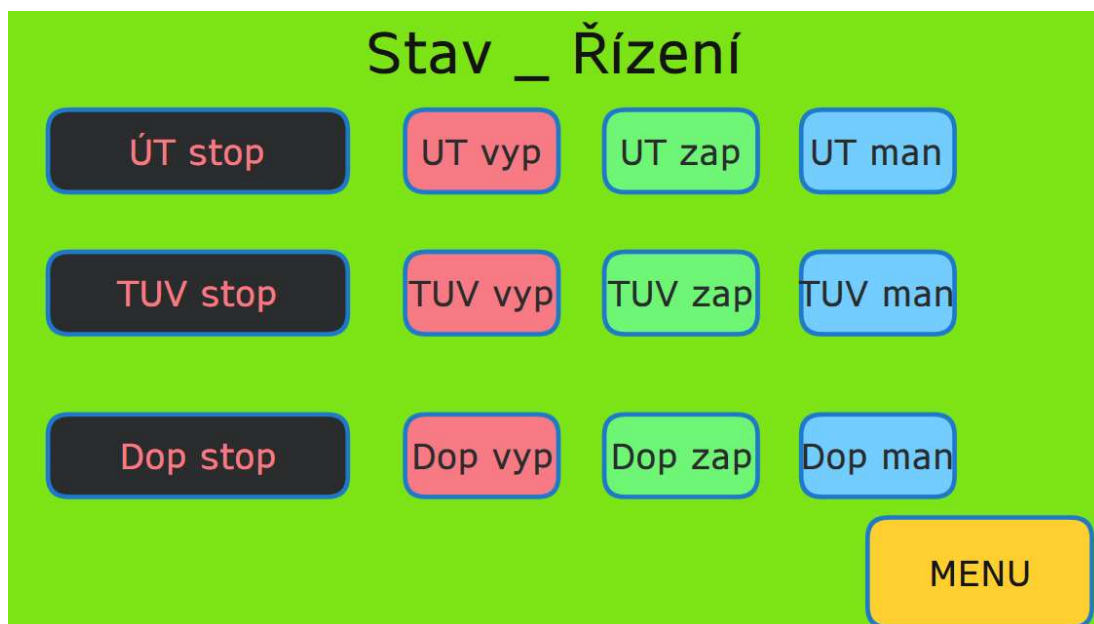 Stav _ Řízení
ÚT stop UT vyp UT zap UT man
TUV stop TUV vyp TUV zap TUV man
Dop stop Dop vyp Dop zap Dop man
MENU